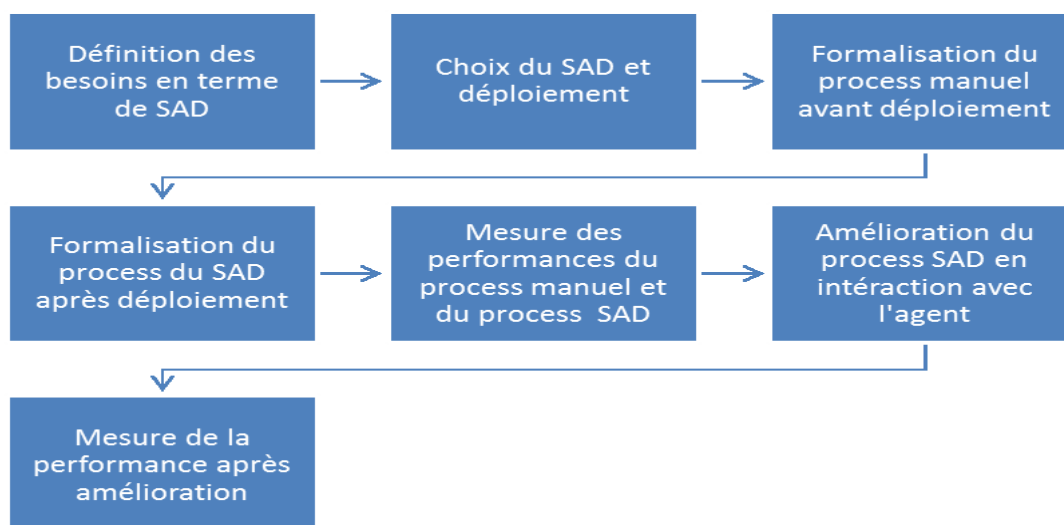 Définition des
besoins en terme
de SAD
Choix du SAD et
déploiement
Formalisation du
process manuel
avant déploiement
Formalisation du
process du SAD
après déploiement
Mesure des
performances du
process manuel et
du process SAD
Amélioration du
process SAD en
intéraction avec
l'agent
Mesure de la
performance après
amélioration